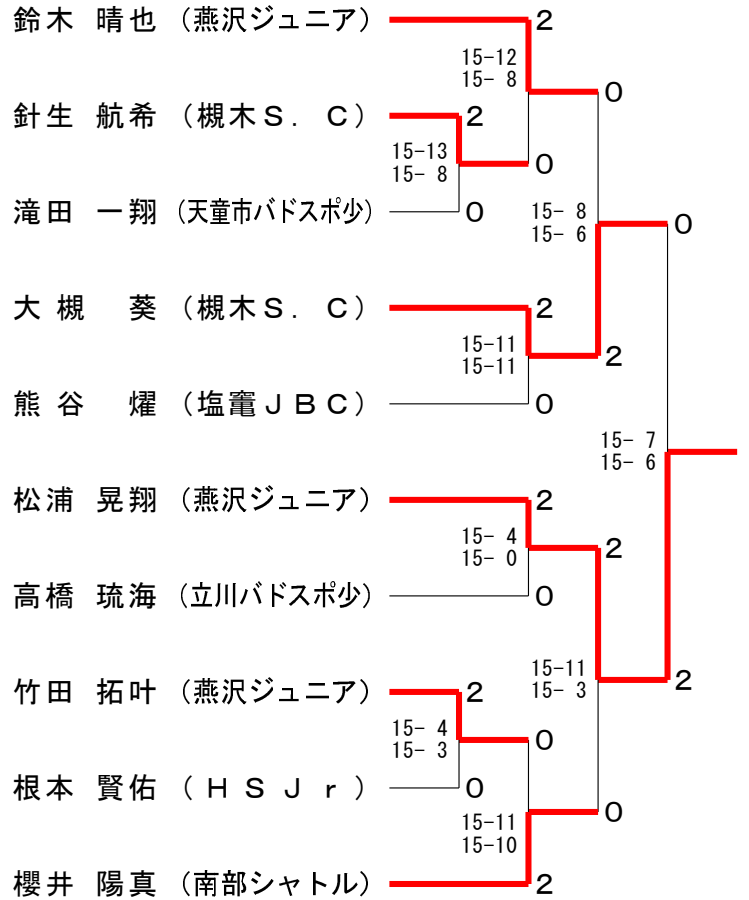 鈴木 晴也 (燕沢ジュニア) 2
15-12
15- 8
0
針生 航希 (槻木S. C) 2
15-13
15- 8
0
滝田 一翔 (天童市バドスポ少) 0
15- 8
15- 6
0
大槻 葵 (槻木S. C) 2
15-11
15-11
2
熊谷 燿 (塩竈JBC) 0
15- 7
15- 6
松浦 晃翔 (燕沢ジュニア) 2
15- 4
15- 0
2
高橋 琉海 (立川バドスポ少) 0
15-11
15- 3
2
竹田 拓叶 (燕沢ジュニア) 2
15- 4
15- 3
0
根本 賢佑 (HSJr) 0
15-11
15-10
0
櫻井 陽真 (南部シャトル) 2